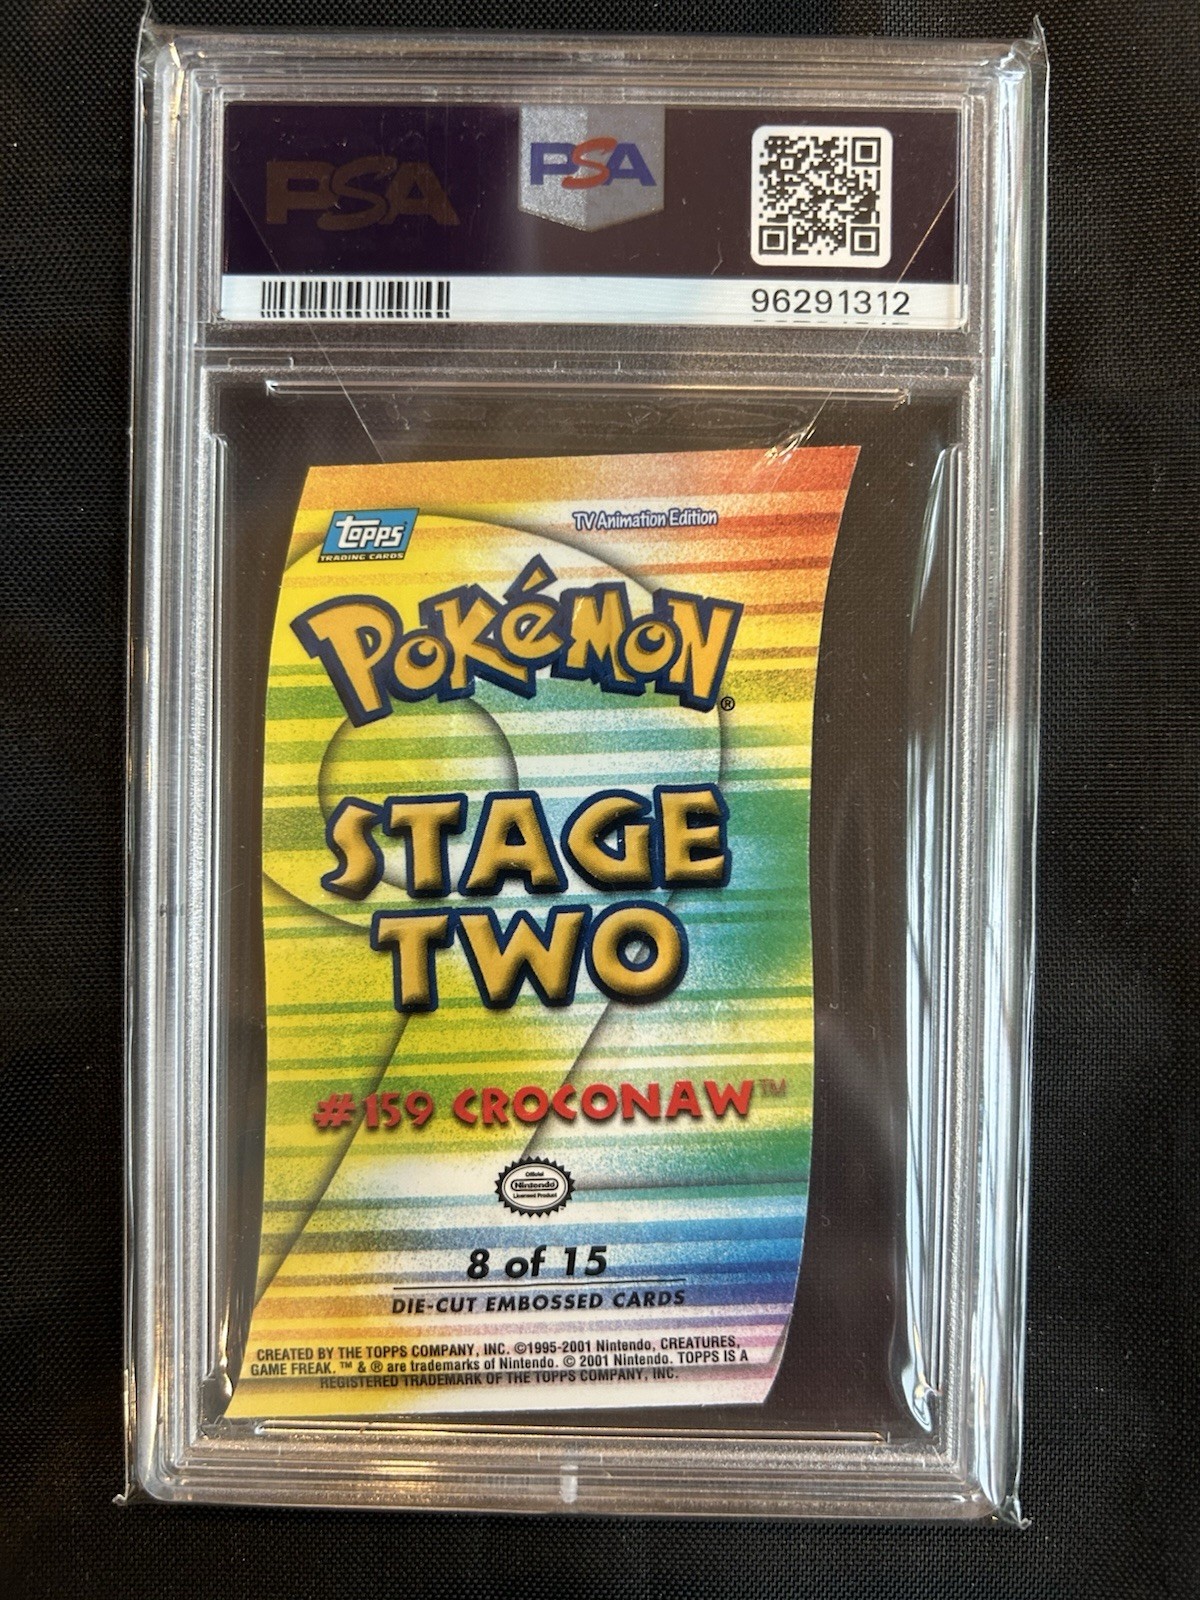 PSA
PSA
96291312
topps
TRADING CARDS
TV Animation Edition
POKéMON®
STAGE
TWO
#159 CROCONAW™
Official
Nintendo
Licensed Product
8 of 15
DIE-CUT EMBOSSED CARDS
CREATED BY THE TOPPS COMPANY, INC. ©1995-2001 Nintendo, CREATURES,
GAME FREAK. ™ & ® are trademarks of Nintendo. © 2001 Nintendo. TOPPS IS A
REGISTERED TRADEMARK OF THE TOPPS COMPANY, INC.